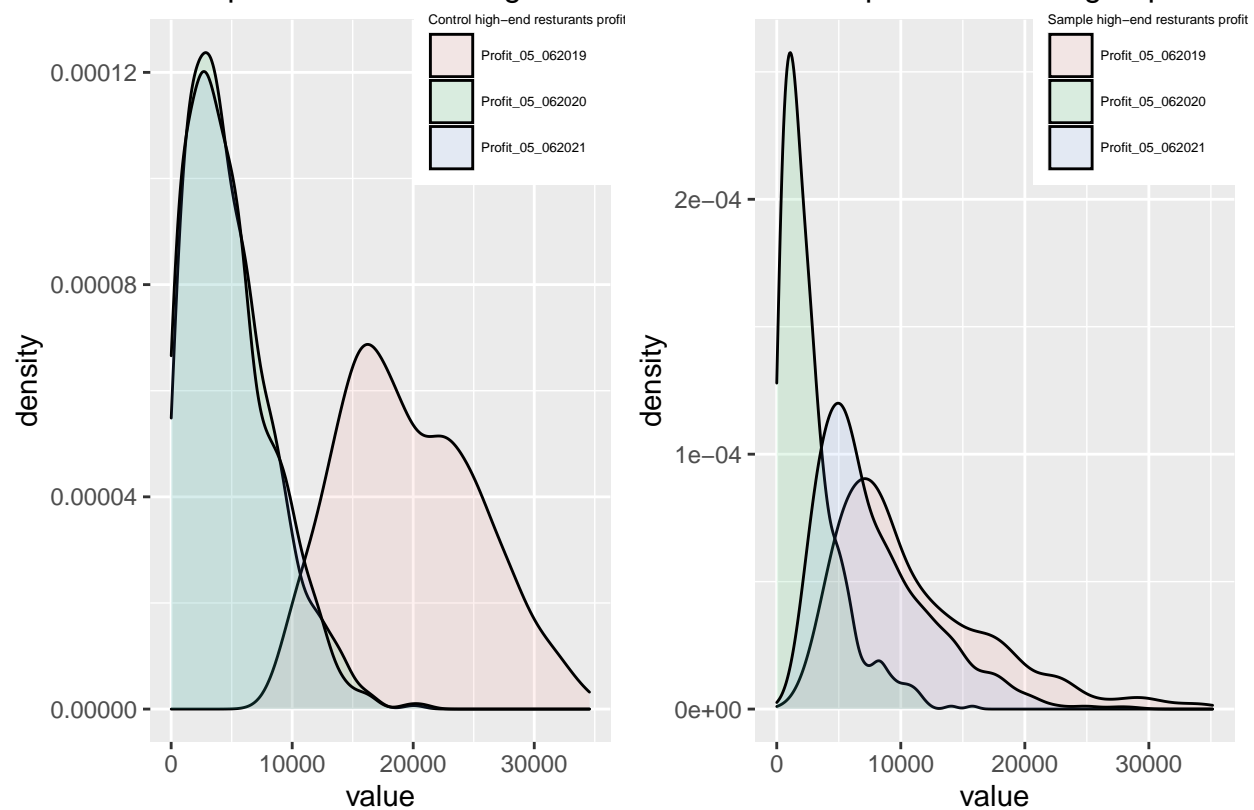 Control high−end resturants profit
Profit_05_062019
Profit_05_062020
Profit_05_062021
0.00012
0.00008
0.00004
0.00000
density
0
10000
20000
30000
value
Sample high−end resturants profit
Profit_05_062019
Profit_05_062020
Profit_05_062021
2e−04
1e−04
0e+00
density
0
10000
20000
30000
value